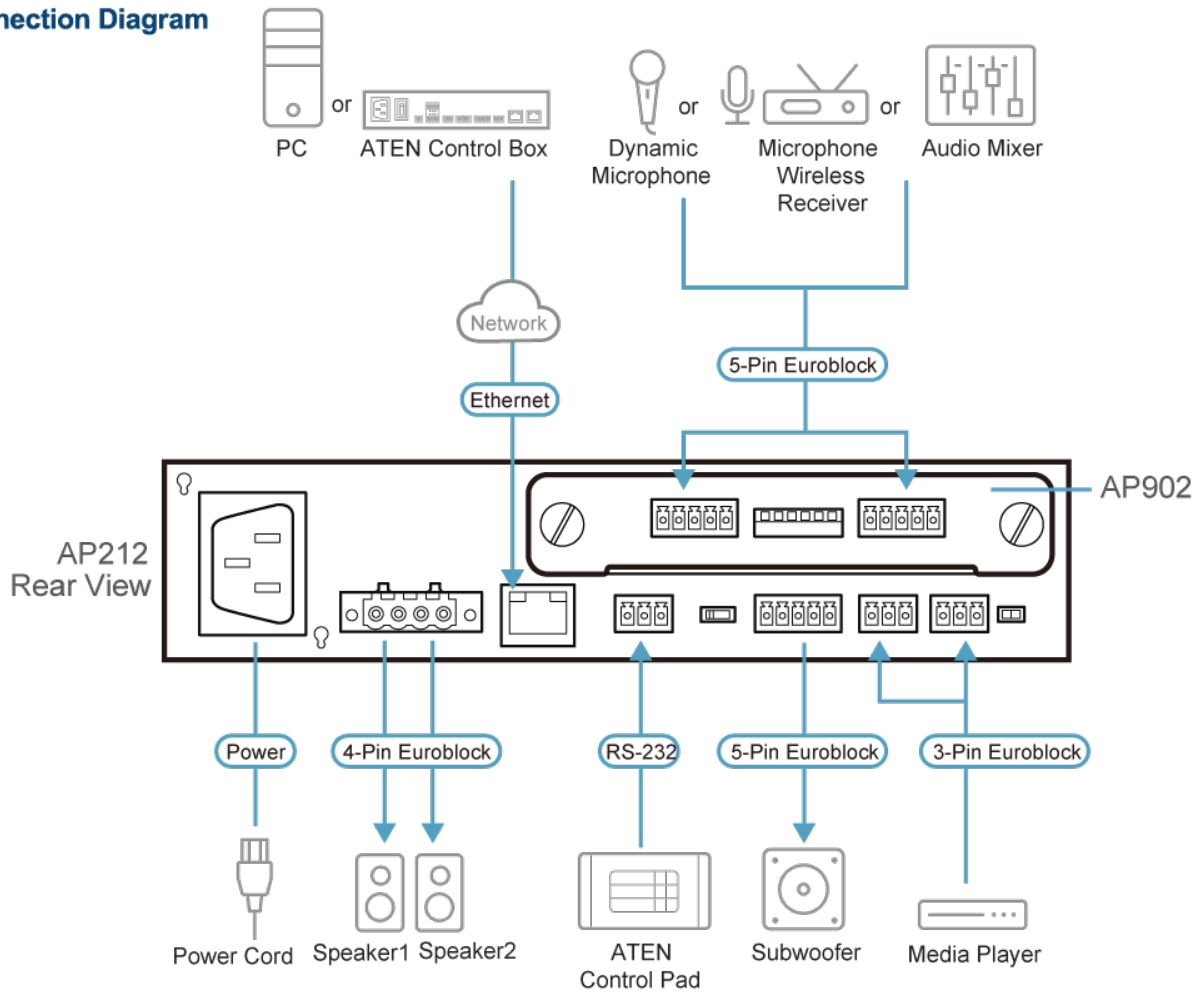 nection Diagram
or
or
or
PC
ATEN Control Box
Dynamic
Microphone
Microphone
Wireless
Receiver
Audio Mixer
Network
5-Pin Euroblock
Ethernet
AP902
AP212
Rear View
Power
4-Pin Euroblock
RS-232
5-Pin Euroblock
3-Pin Euroblock
Power Cord
Speaker1
Speaker2
ATEN
Control Pad
Subwoofer
Media Player